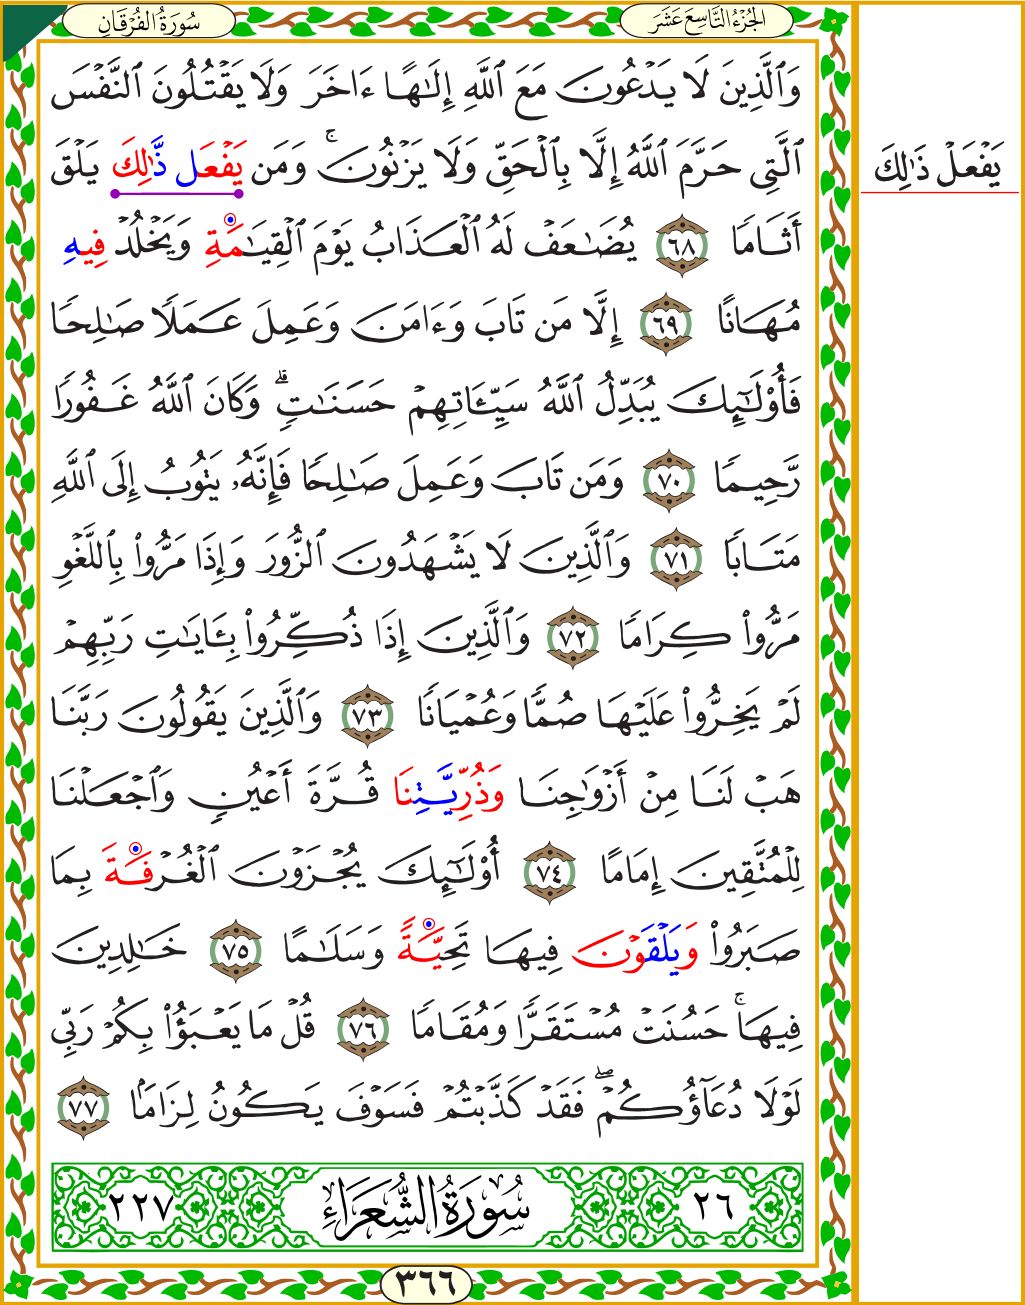 سُورَةُ الْفُرْقَانِ
الْجُزْءُ التَّاسِعَ عَشَرَ
وَٱلَّذِينَ لَا يَدْعُونَ مَعَ ٱللَّهِ إِلَـٰهًا ءَاخَرَ وَلَا يَقْتُلُونَ ٱلنَّفْسَ
ٱلَّتِى حَرَّمَ ٱللَّهُ إِلَّا بِٱلْحَقِّ وَلَا يَزْنُونَ ۚ وَمَن يَفْعَل ذَّٰلِكَ يَلْقَ
يَفْعَلْ ذَٰلِكَ
أَثَامًا ٦٨ يُضَـٰعَفْ لَهُ ٱلْعَذَابُ يَوْمَ ٱلْقِيَـٰمَةِ وَيَخْلُدْ فِيهِ
مُهَانًا ٦٩ إِلَّا مَن تَابَ وَءَامَنَ وَعَمِلَ عَمَلًا صَـٰلِحًا
فَأُو۟لَـٰٓئِكَ يُبَدِّلُ ٱللَّهُ سَيِّـَٔاتِهِمْ حَسَنَـٰتٍ ۗ وَكَانَ ٱللَّهُ غَفُورًا
رَّحِيمًا ٧٠ وَمَن تَابَ وَعَمِلَ صَـٰلِحًا فَإِنَّهُۥ يَتُوبُ إِلَى ٱللَّهِ
مَتَابًا ٧١ وَٱلَّذِينَ لَا يَشْهَدُونَ ٱلزُّورَ وَإِذَا مَرُّوا۟ بِٱللَّغْوِ
مَرُّوا۟ كِرَامًا ٧٢ وَٱلَّذِينَ إِذَا ذُكِّرُوا۟ بِـَٔايَـٰتِ رَبِّهِمْ
لَمْ يَخِرُّوا۟ عَلَيْهَا صُمًّا وَعُمْيَانًا ٧٣ وَٱلَّذِينَ يَقُولُونَ رَبَّنَا
هَبْ لَنَا مِنْ أَزْوَٰجِنَا وَذُرِّيَّتِنَا قُرَّةَ أَعْيُنٍ وَٱجْعَلْنَا
لِلْمُتَّقِينَ إِمَامًا ٧٤ أُو۟لَـٰٓئِكَ يُجْزَوْنَ ٱلْغُرْفَةَ بِمَا
صَبَرُوا۟ وَيَلْقَوْنَ فِيهَا تَحِيَّةً وَسَلَـٰمًا ٧٥ خَـٰلِدِينَ
فِيهَا ۚ حَسُنَتْ مُسْتَقَرًّا وَمُقَامًا ٧٦ قُلْ مَا يَعْبَؤُا۟ بِكُمْ رَبِّى
لَوْلَا دُعَآؤُكُمْ ۖ فَقَدْ كَذَّبْتُمْ فَسَوْفَ يَكُونُ لِزَامًۢا ٧٧
٢٦ سُورَةُ الشُّعَرَاءِ ٢٢٧
٣٦٦